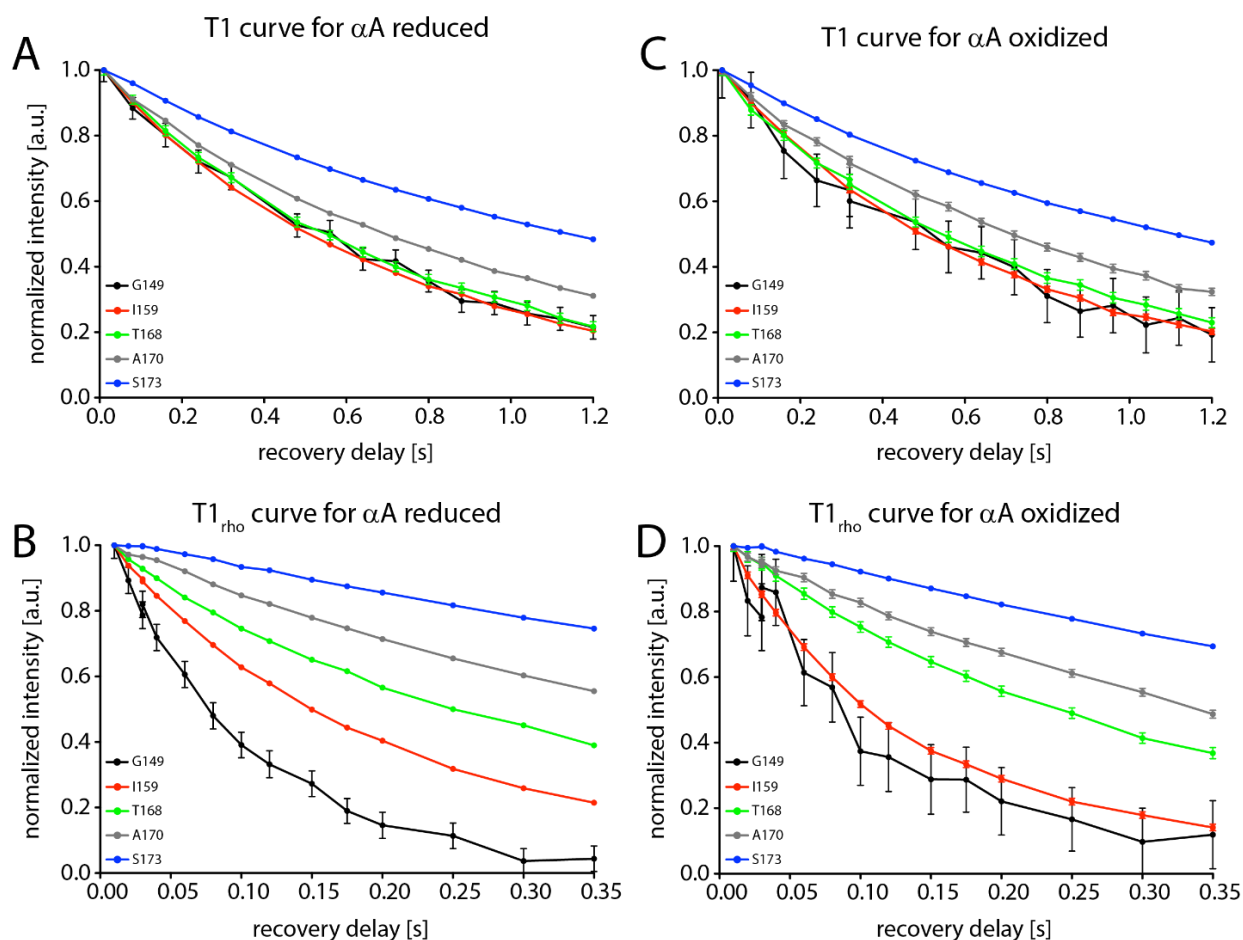 A
T1 curve for αA reduced
normalized intensity [a.u.]
1.0
0.8
0.6
0.4
0.2
0.0
G149
I159
T168
A170
S173
0.0 0.2 0.4 0.6 0.8 1.0 1.2
recovery delay [s]
C
T1 curve for αA oxidized
normalized intensity [a.u.]
1.0
0.8
0.6
0.4
0.2
0.0
G149
I159
T168
A170
S173
0.0 0.2 0.4 0.6 0.8 1.0 1.2
recovery delay [s]
B
T1rho curve for αA reduced
normalized intensity [a.u.]
1.0
0.8
0.6
0.4
0.2
0.0
G149
I159
T168
A170
S173
0.00 0.05 0.10 0.15 0.20 0.25 0.30 0.35
recovery delay [s]
D
T1rho curve for αA oxidized
normalized intensity [a.u.]
1.0
0.8
0.6
0.4
0.2
0.0
G149
I159
T168
A170
S173
0.00 0.05 0.10 0.15 0.20 0.25 0.30 0.35
recovery delay [s]